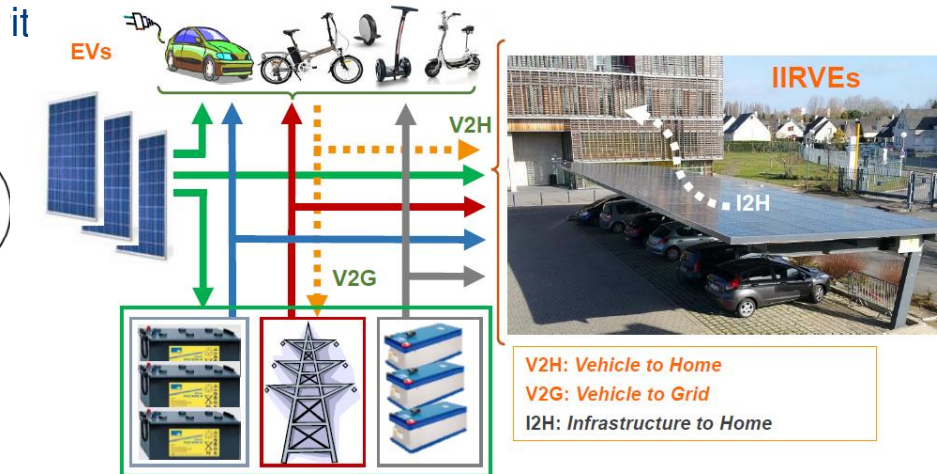 it
EVs
IIRVEs
V2H
I2H
V2G
V2H: Vehicle to Home
V2G: Vehicle to Grid
I2H: Infrastructure to Home